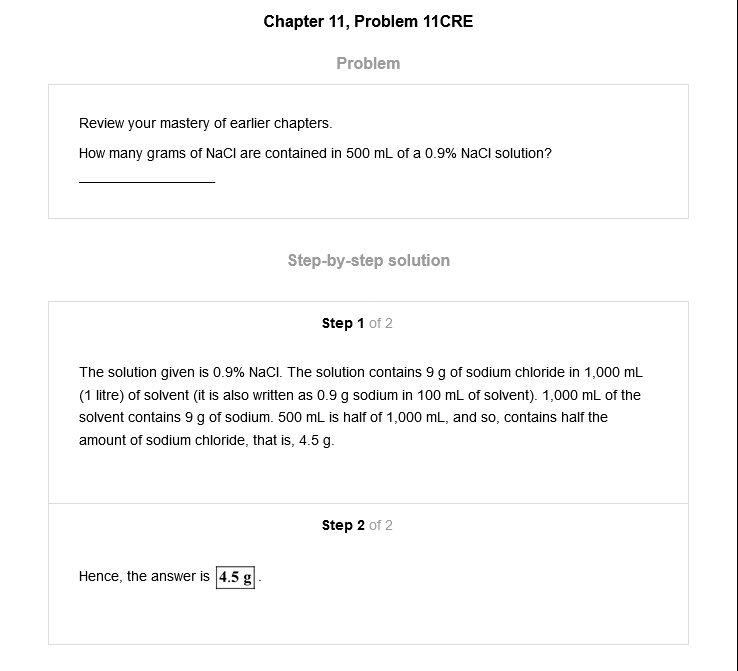 Chapter 11, Problem 11CRE
Problem
Review your mastery of earlier chapters.
How many grams of NaCl are contained in 500 mL of a 0.9% NaCl solution?
Step-by-step solution
Step 1 of 2
The solution given is 0.9% NaCl. The solution contains 9 g of sodium chloride in 1,000 mL
(1 litre) of solvent (it is also written as 0.9 g sodium in 100 mL of solvent). 1,000 mL of the
solvent contains 9 g of sodium. 500 mL is half of 1,000 mL, and so, contains half the
amount of sodium chloride, that is, 4.5 g.
Step 2 of 2
Hence, the answer is 4.5 g.